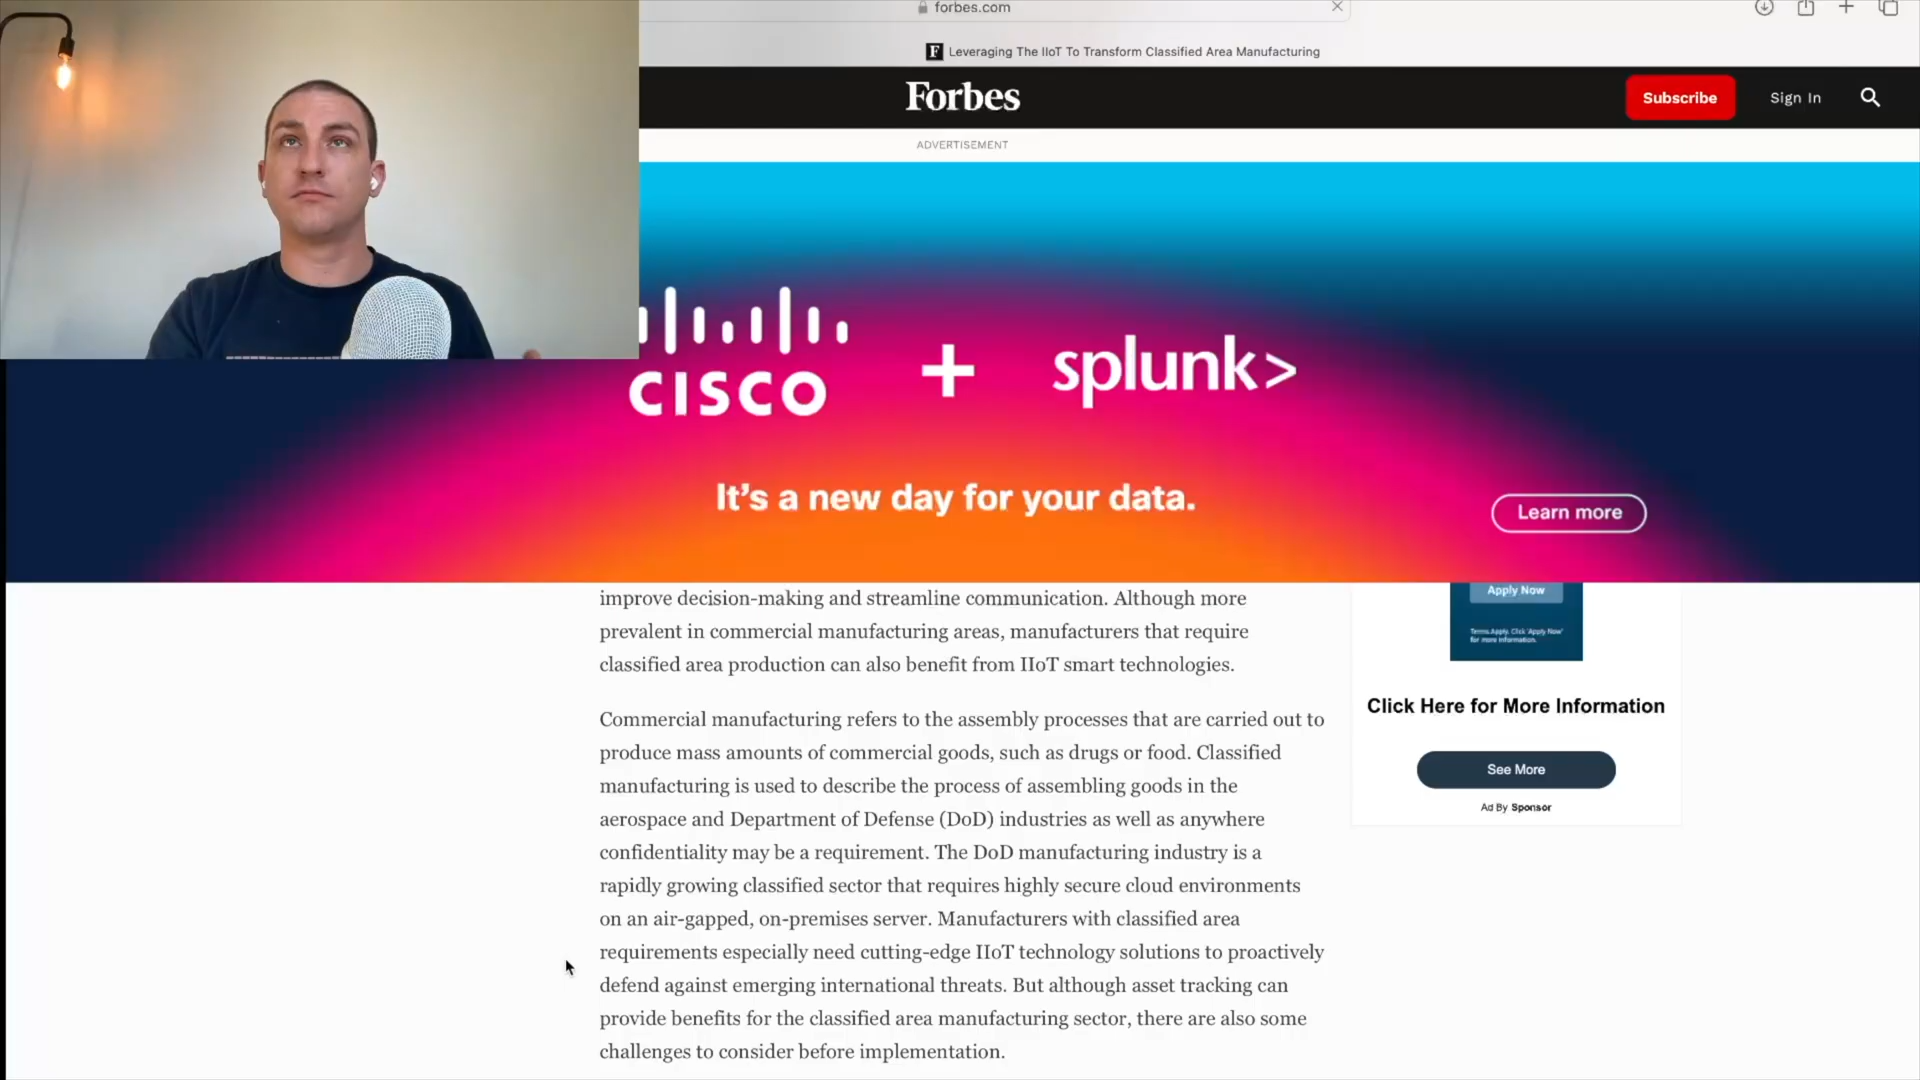 forbes.com
Leveraging The IIoT To Transform Classified Area Manufacturing
Forbes
Subscribe
Sign In
ADVERTISEMENT
CISCO + splunk>
It's a new day for your data.
Learn more
improve decision-making and streamline communication. Although more
prevalent in commercial manufacturing areas, manufacturers that require
classified area production can also benefit from IIoT smart technologies.
Commercial manufacturing refers to the assembly processes that are carried out to
produce mass amounts of commercial goods, such as drugs or food. Classified
manufacturing is used to describe the process of assembling goods in the
aerospace and Department of Defense (DoD) industries as well as anywhere
confidentiality may be a requirement. The DoD manufacturing industry is a
rapidly growing classified sector that requires highly secure cloud environments
on an air-gapped, on-premises server. Manufacturers with classified area
requirements especially need cutting-edge IIoT technology solutions to proactively
defend against emerging international threats. But although asset tracking can
provide benefits for the classified area manufacturing sector, there are also some
challenges to consider before implementation.
Apply Now
Terms Apply. Click 'Apply Now'
for more information.
Click Here for More Information
See More
Ad By Sponsor